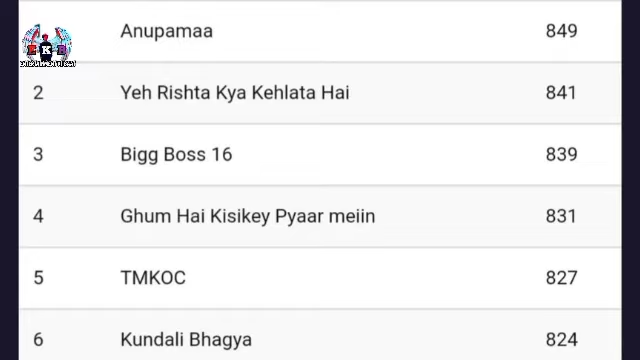 EKB
Anupamaa 849
2 Yeh Rishta Kya Kehlata Hai 841
3 Bigg Boss 16 839
4 Ghum Hai Kisikey Pyaar meiin 831
5 TMKOC 827
6 Kundali Bhagya 824